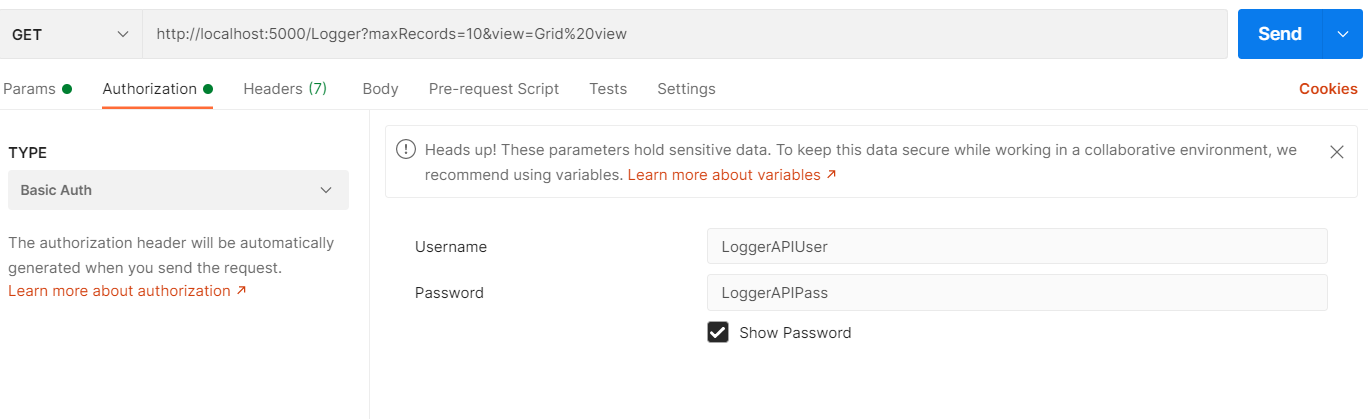 GET
http://localhost:5000/Logger?maxRecords=10&view=Grid%20view
Send
Params
Authorization
Headers (7)
Body
Pre-request Script
Tests
Settings
Cookies
TYPE
Basic Auth
The authorization header will be automatically
generated when you send the request.
Learn more about authorization ↗
Heads up! These parameters hold sensitive data. To keep this data secure while working in a collaborative environment, we
recommend using variables. Learn more about variables ↗
Username
LoggerAPIUser
Password
LoggerAPIPass
Show Password